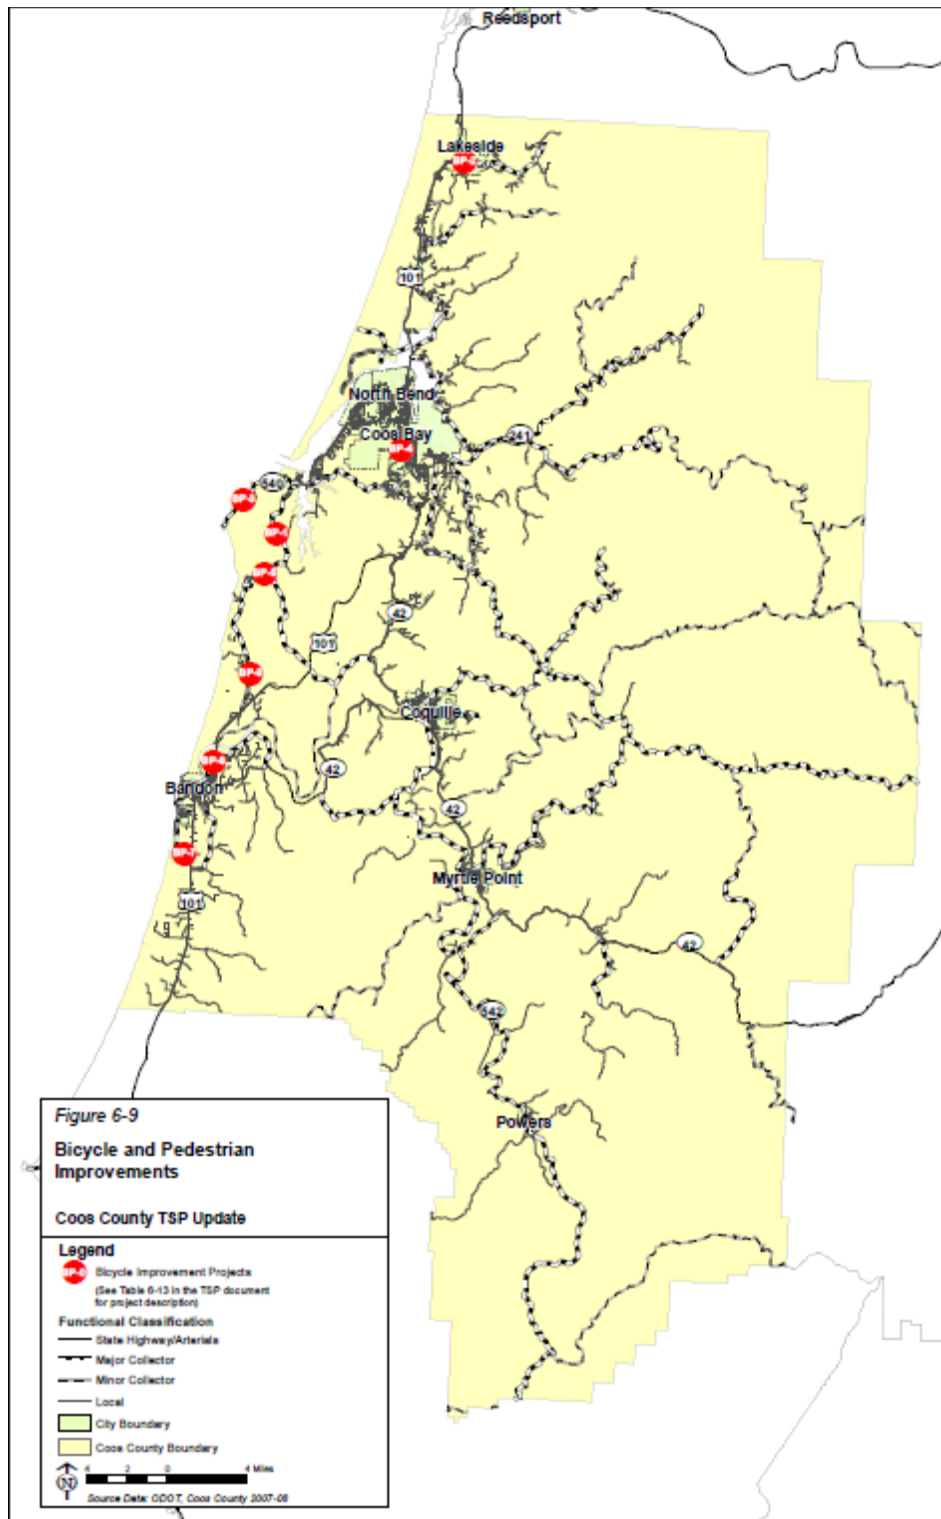 Reedsport
Lakeside
101
North Bend
Coos Bay
241
540
42
101
Coquille
42
Bandon
42
Myrtle Point
101
42
542
Powers
Figure 6-9
Bicycle and Pedestrian
Improvements
Coos County TSP Update
Legend
Bicycle Improvement Projects
(See Table 6-13 in the TSP document
for project description)
Functional Classification
State Highway/Arterials
Major Collector
Minor Collector
Local
City Boundary
Coos County Boundary
N
4 2 0 4 Miles
Source Data: ODOT, Coos County 2007-08